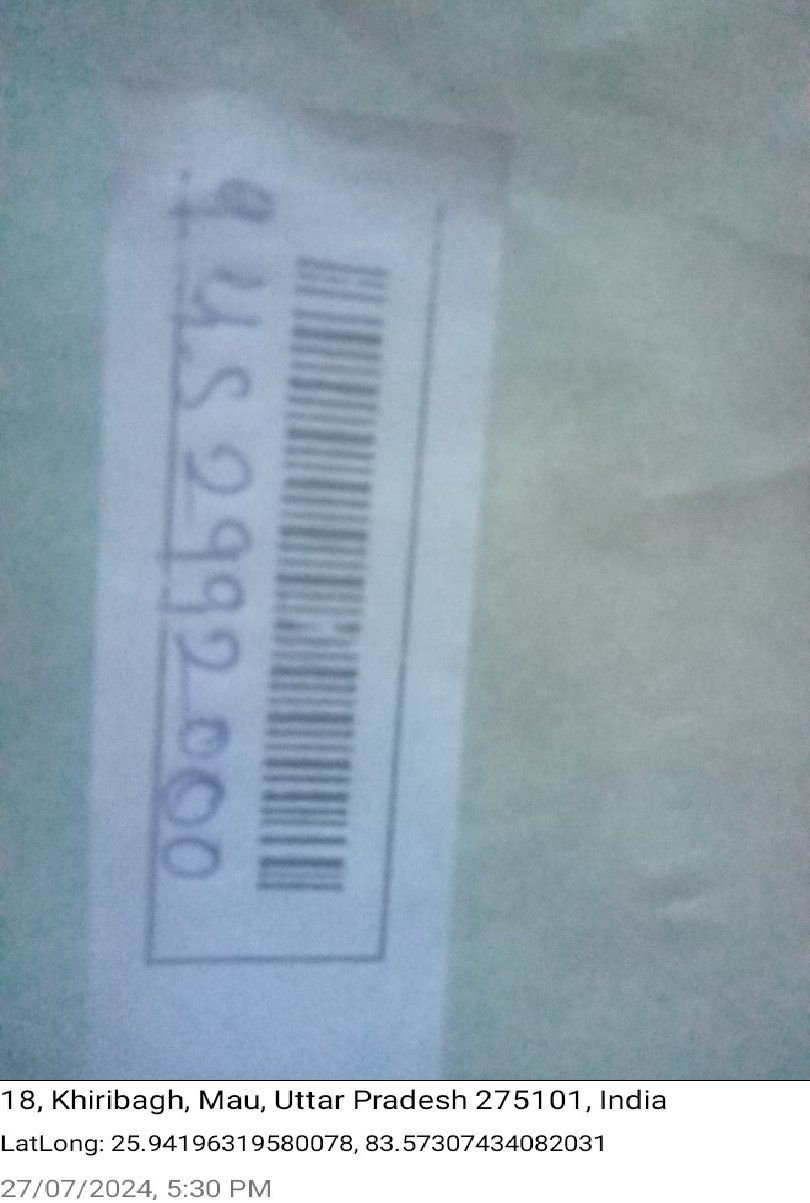 9452992000
18, Khiribagh, Mau, Uttar Pradesh 275101, India
LatLong: 25.94196319580078, 83.57307434082031
27/07/2024, 5:30 PM